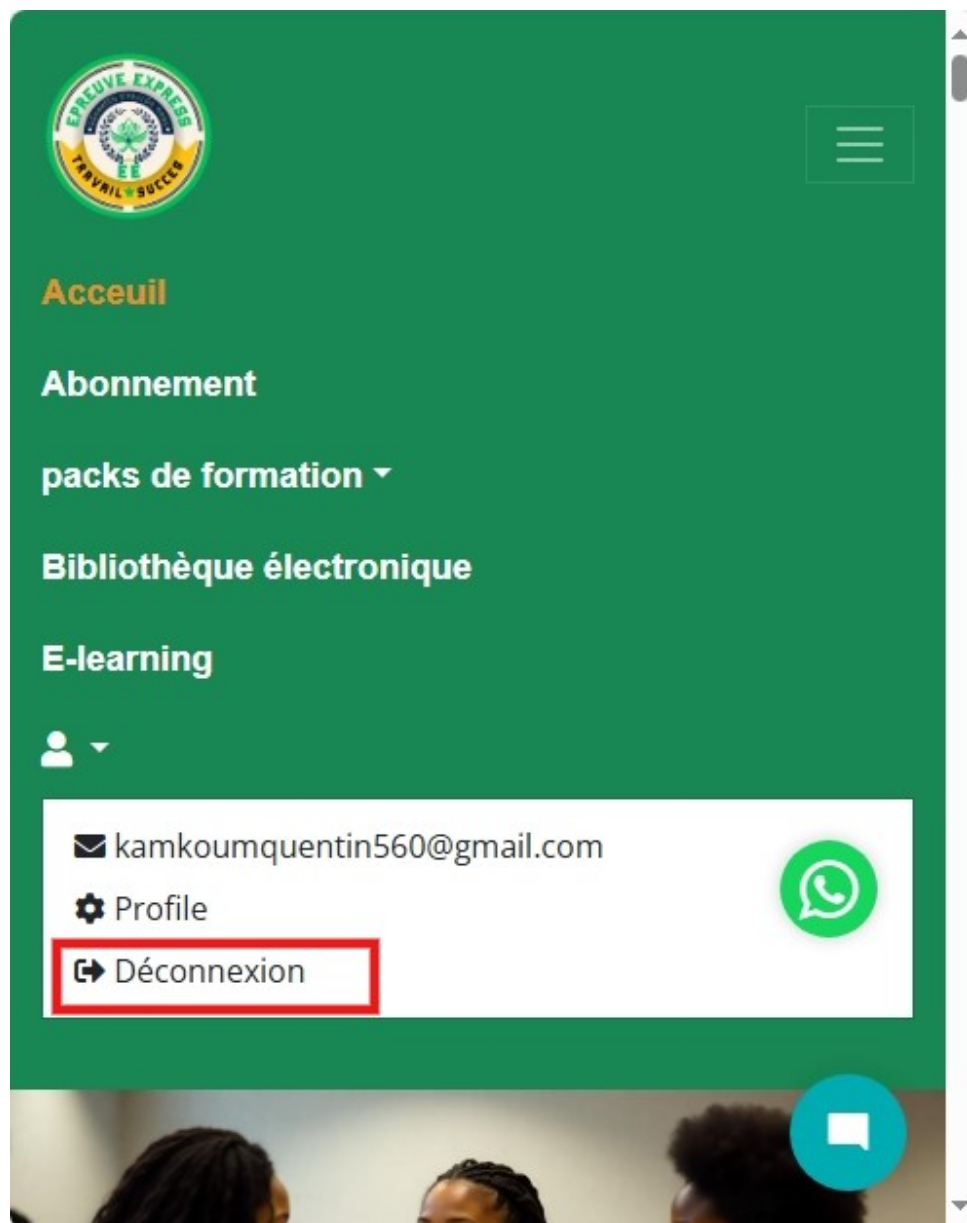 EPREUVE EXPRESS
EE
TRAVAIL★SUCCES
Acceuil
Abonnement
packs de formation
Bibliothèque électronique
E-learning
kamkoumquentin560@gmail.com
Profile
Déconnexion